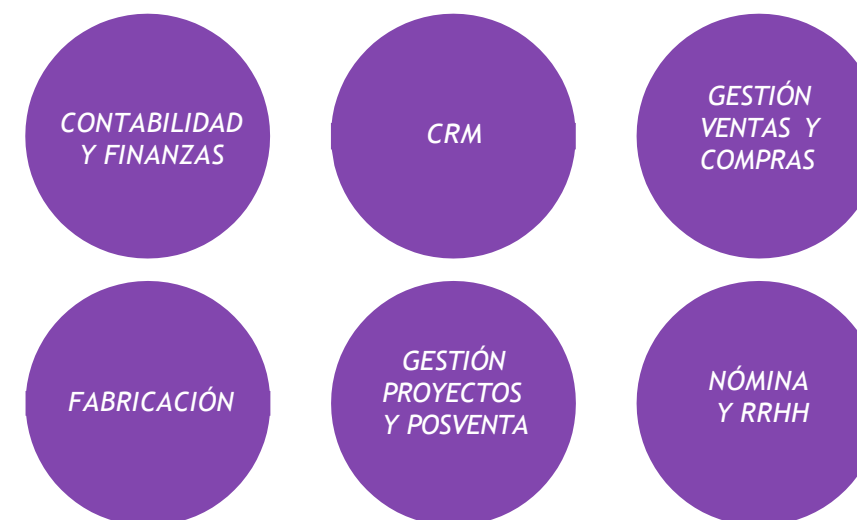 CONTABILIDAD
Y FINANZAS
CRM
GESTIÓN
VENTAS Y
COMPRAS
FABRICACIÓN
GESTIÓN
PROYECTOS
Y POSVENTA
NÓMINA
Y RRHH